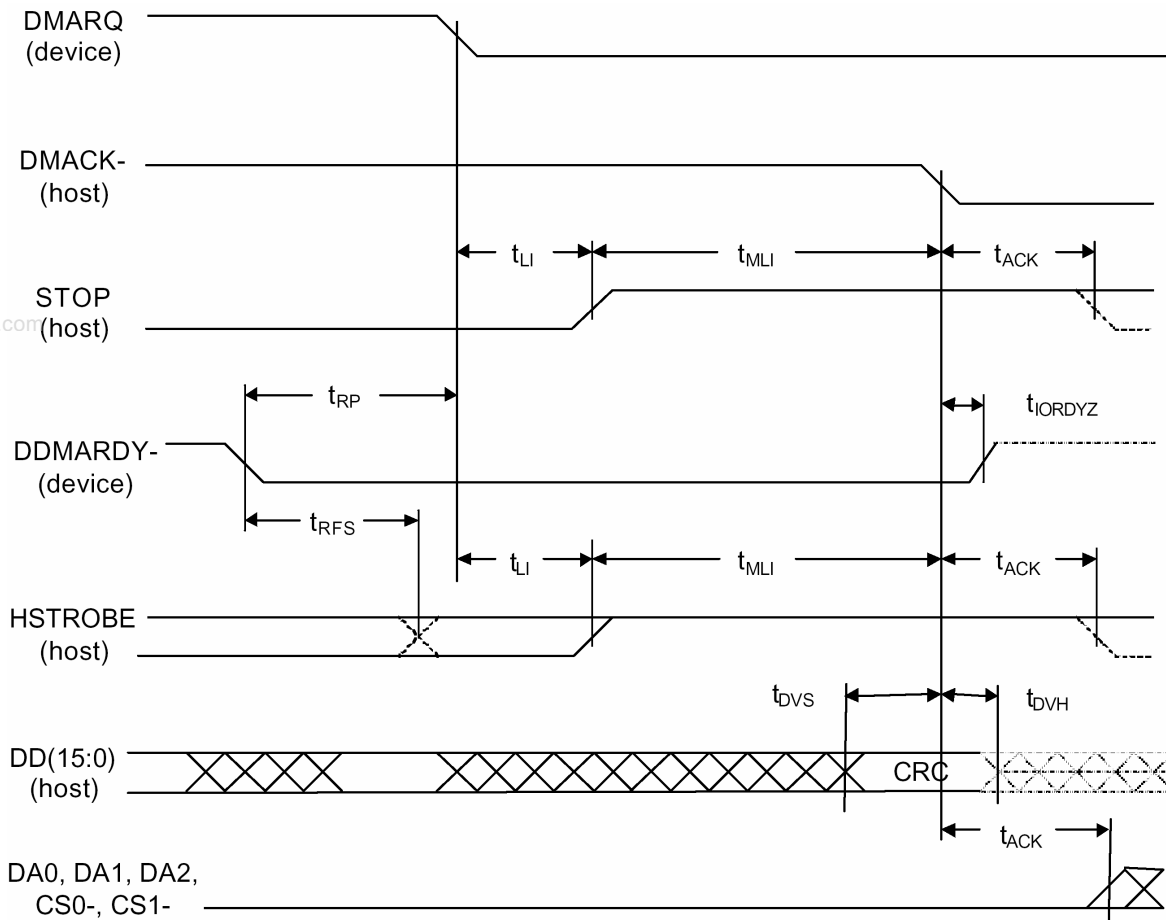 DMARQ
(device)
DMACK-
(host)
tLI
tMLI
tACK
STOP
(host)
.com
tRP
tIORDYZ
DDMARDY-
(device)
tRFS
tLI
tMLI
tACK
HSTROBE
(host)
tDVS
tDVH
DD(15:0)
(host)
CRC
tACK
DA0, DA1, DA2,
CS0-, CS1-